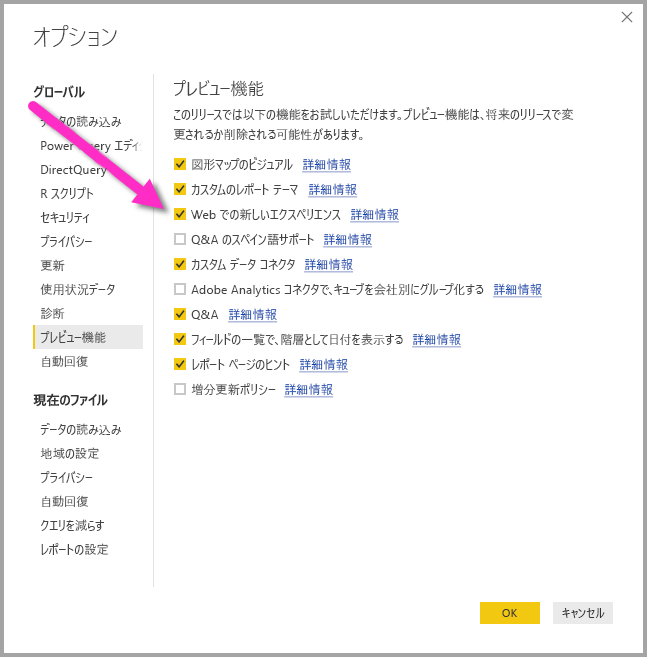 オプション
グローバル
データの読み込み
Power Query エディ
DirectQuery
R スクリプト
セキュリティ
プライバシー
更新
使用状況データ
診断
プレビュー機能
自動回復
現在のファイル
データの読み込み
地域の設定
プライバシー
自動回復
クエリを減らす
レポートの設定
プレビュー機能
このリリースでは以下の機能をお試しいただけます。プレビュー機能は、将来のリリースで変
更されるか削除される可能性があります。
図形マップのビジュアル 詳細情報
カスタムのレポート テーマ 詳細情報
Web での新しいエクスペリエンス 詳細情報
Q&A のスペイン語サポート 詳細情報
カスタム データ コネクタ 詳細情報
Adobe Analytics コネクタで、キューブを会社別にグループ化する 詳細情報
Q&A 詳細情報
フィールドの一覧で、階層として日付を表示する 詳細情報
レポート ページのヒント 詳細情報
増分更新ポリシー 詳細情報
OK
キャンセル